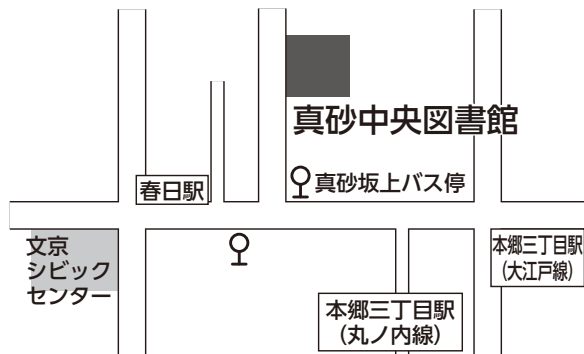 真砂中央図書館
真砂坂上バス停
春日駅
文京
シビック
センター
本郷三丁目駅
(大江戸線)
本郷三丁目駅
(丸ノ内線)